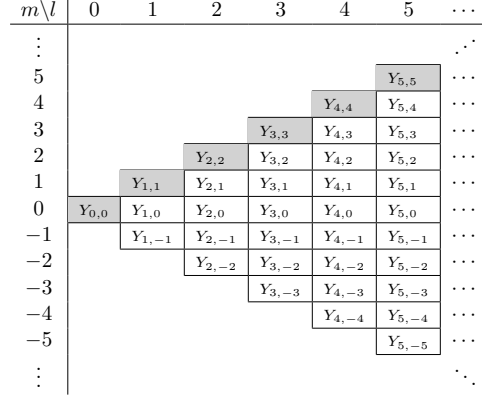 m\l 0 1 2 3 4 5 ⋯
⋮ ⋰
5 Y₅,₅ ⋯
4 Y₄,₄ Y₅,₄ ⋯
3 Y₃,₃ Y₄,₃ Y₅,₃ ⋯
2 Y₂,₂ Y₃,₂ Y₄,₂ Y₅,₂ ⋯
1 Y₁,₁ Y₂,₁ Y₃,₁ Y₄,₁ Y₅,₁ ⋯
0 Y₀,₀ Y₁,₀ Y₂,₀ Y₃,₀ Y₄,₀ Y₅,₀ ⋯
−1 Y₁,₋₁ Y₂,₋₁ Y₃,₋₁ Y₄,₋₁ Y₅,₋₁ ⋯
−2 Y₂,₋₂ Y₃,₋₂ Y₄,₋₂ Y₅,₋₂ ⋯
−3 Y₃,₋₃ Y₄,₋₃ Y₅,₋₃ ⋯
−4 Y₄,₋₄ Y₅,₋₄ ⋯
−5 Y₅,₋₅ ⋯
⋮ ⋱